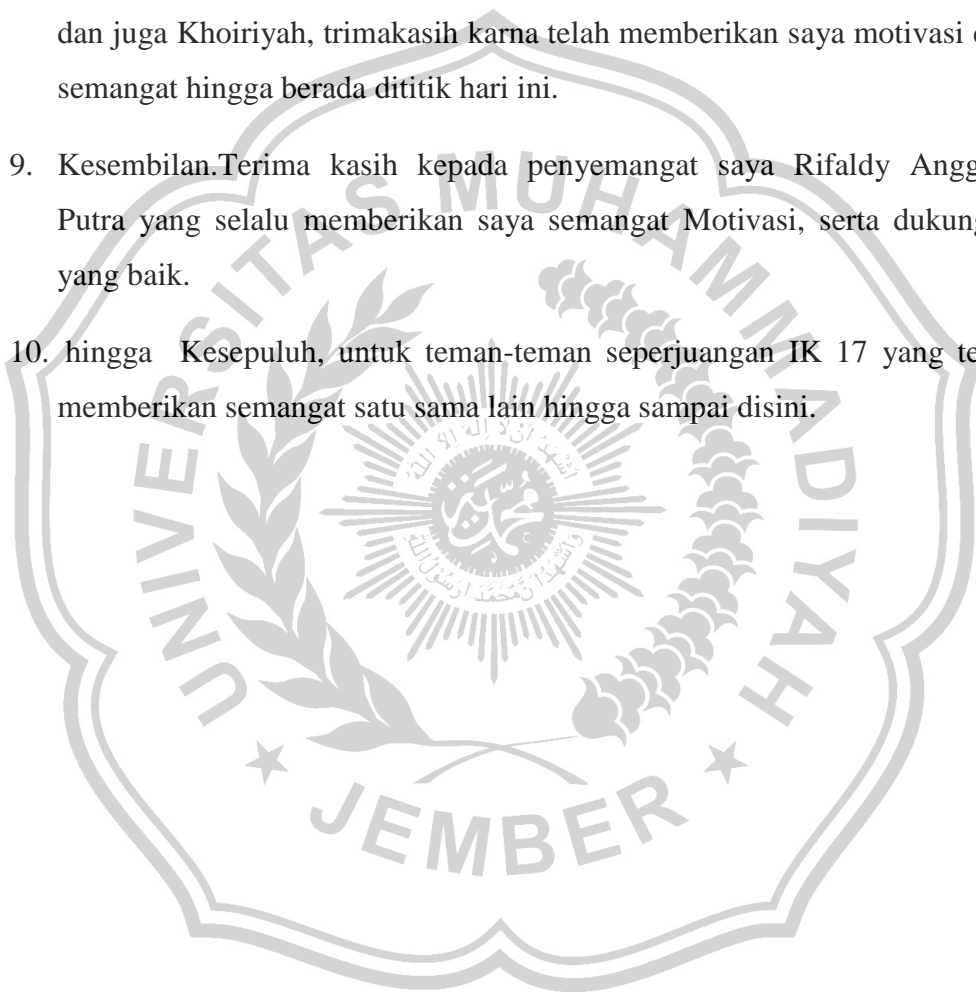 dan juga Khoiriyah, trimakasih karna telah memberikan saya motivasi
semangat hingga berada dititik hari ini.
9. Kesembilan.Terima kasih kepada penyemangat saya Rifaldy
Putra yang selalu memberikan saya semangat Motivasi, serta
yang baik.
10. hingga Kesepuluh, untuk teman-teman seperjuangan IK 17 yang
memberikan semangat satu sama lain hingga sampai disini.
UNIVERSITAS MUHAMMADIYAH
JEMBER